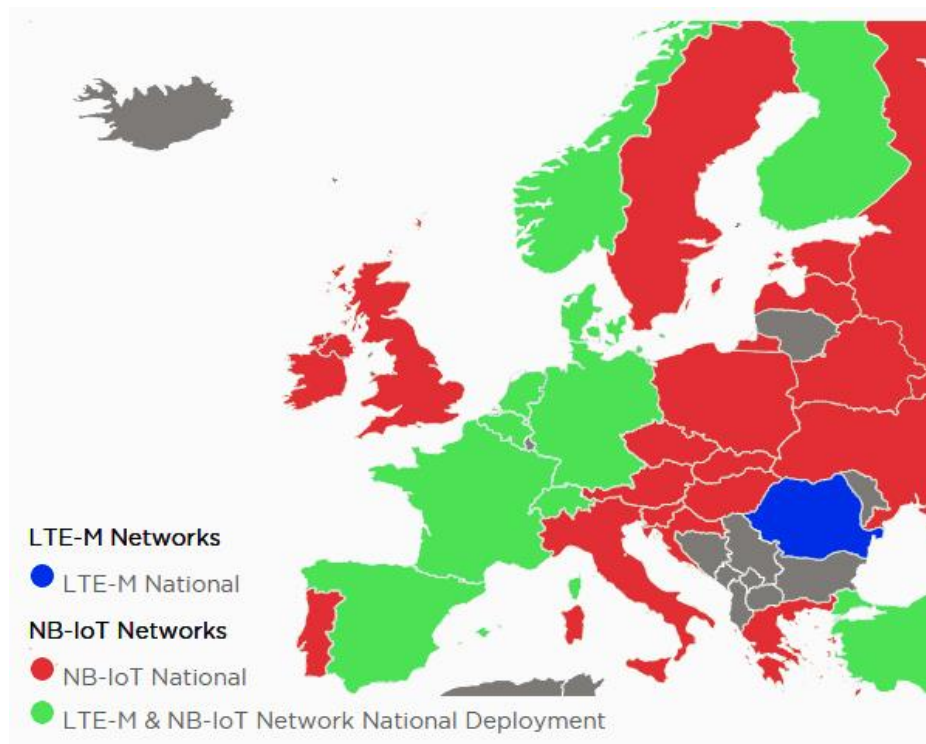 LTE-M Networks
LTE-M National
NB-IoT Networks
NB-IoT National
LTE-M & NB-IoT Network National Deployment